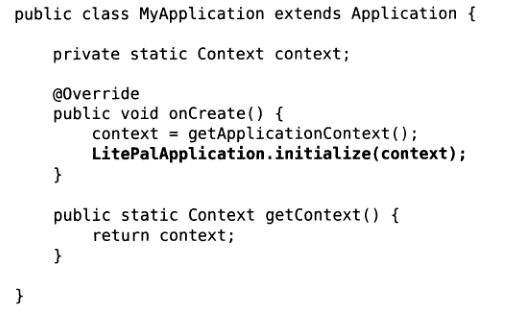 public class MyApplication extends Application {
    private static Context context;
    @Override
    public void onCreate() {
        context = getApplicationContext();
        LitePalApplication.initialize(context);
    }
    public static Context getContext() {
        return context;
    }
}